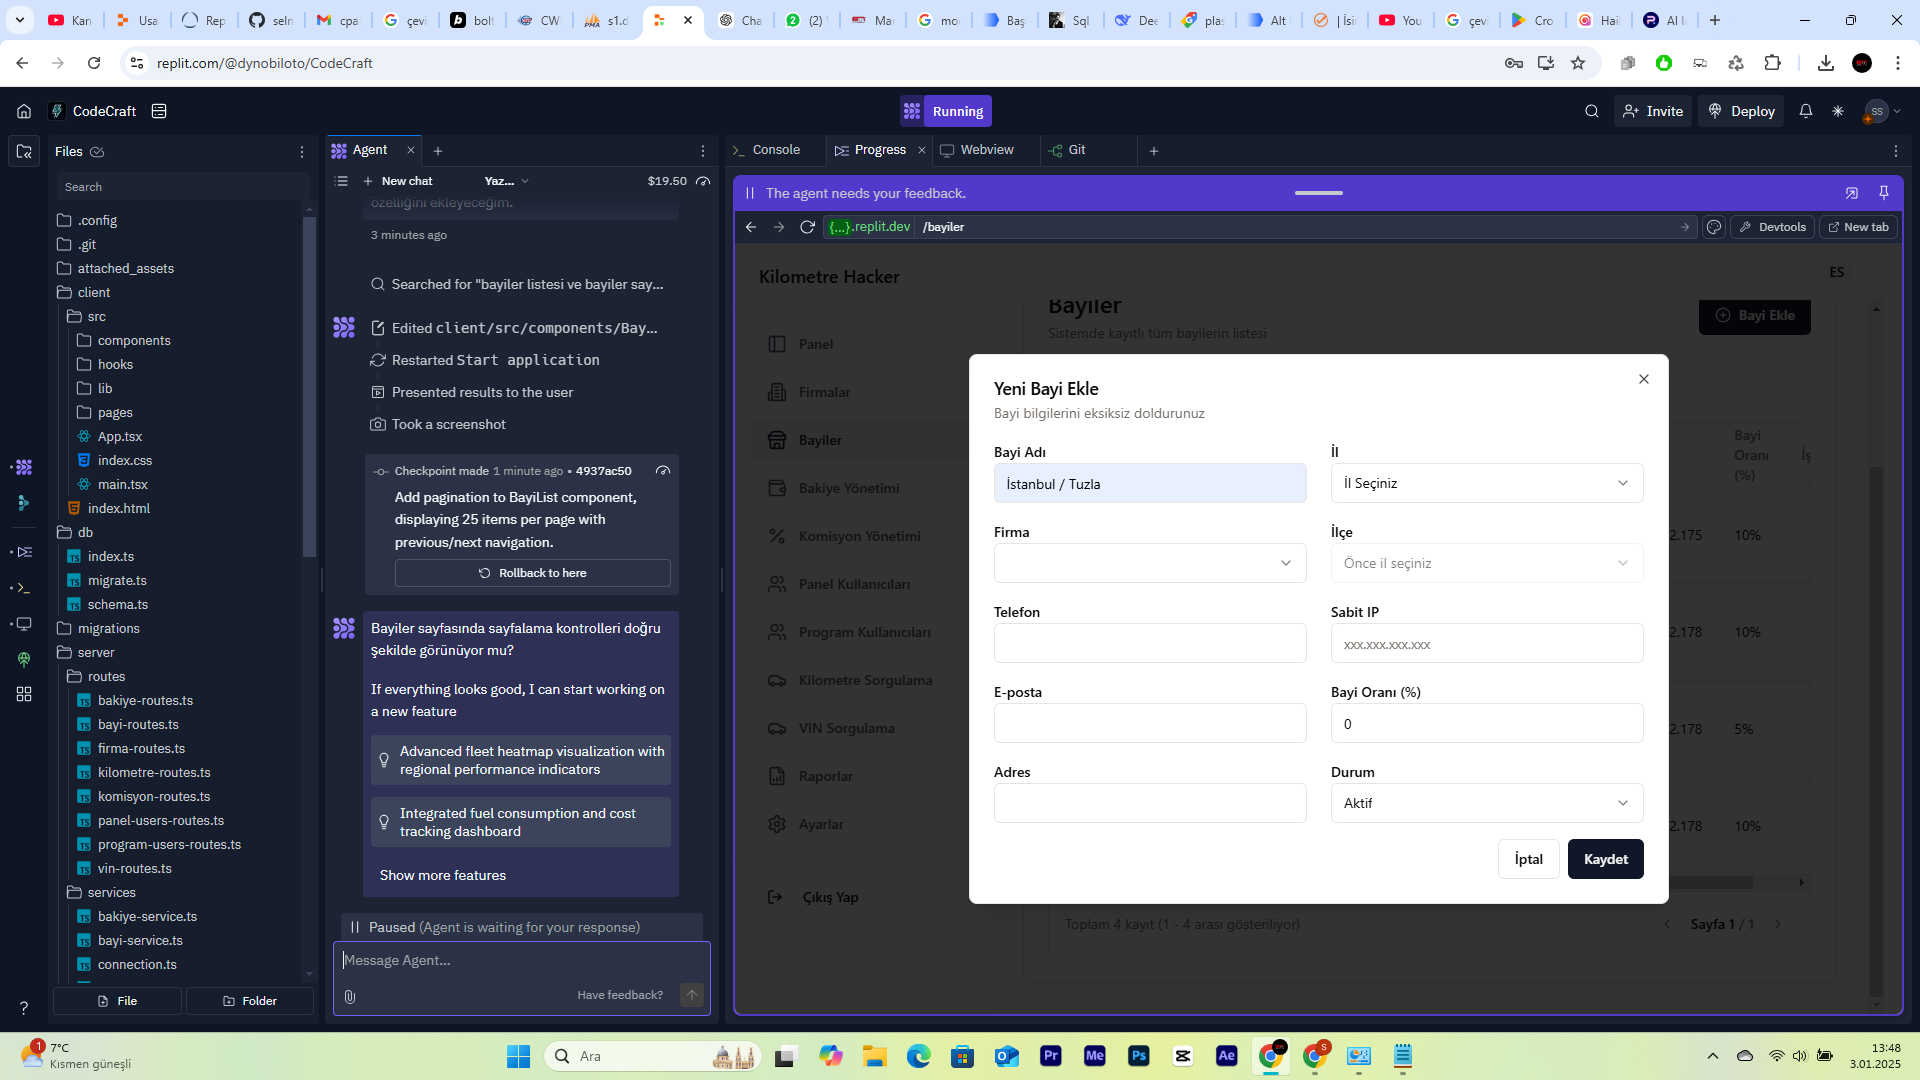 Kan
Usa
Rep
seln
cpa
çevi
bolt
CW
s1.d
Cha
(2)
Mar
mo
Baş
Sql
Dee
plas
Alt
| İsi
You
çevi
Cro
Hai
AI I
replit.com/@dynobiloto/CodeCraft
CodeCraft
Running
Invite
Deploy
SS
Files
Search
.config
.git
attached_assets
client
src
components
hooks
lib
pages
App.tsx
index.css
main.tsx
index.html
db
index.ts
migrate.ts
schema.ts
migrations
server
routes
bakiye-routes.ts
bayi-routes.ts
firma-routes.ts
kilometre-routes.ts
komisyon-routes.ts
panel-users-routes.ts
program-users-routes.ts
vin-routes.ts
services
bakiye-service.ts
bayi-service.ts
connection.ts
File
Folder
Agent
New chat
Yaz...
$19.50
özelliğini ekleyeceğim.
3 minutes ago
Searched for "bayiler listesi ve bayiler say...
Edited client/src/components/Bay...
Restarted Start application
Presented results to the user
Took a screenshot
Checkpoint made 1 minute ago • 4937ac50
Add pagination to BayiList component,
displaying 25 items per page with
previous/next navigation.
Rollback to here
Bayiler sayfasında sayfalama kontrolleri doğru
şekilde görünüyor mu?
If everything looks good, I can start working on
a new feature
Advanced fleet heatmap visualization with
regional performance indicators
Integrated fuel consumption and cost
tracking dashboard
Show more features
Paused (Agent is waiting for your response)
Message Agent...
Have feedback?
Console
Progress
Webview
Git
The agent needs your feedback.
{...}.replit.dev
/bayiler
Devtools
New tab
Kilometre Hacker
ES
Panel
Firmalar
Bayiler
Bakiye Yönetimi
Komisyon Yönetimi
Panel Kullanıcıları
Program Kullanıcıları
Kilometre Sorgulama
VIN Sorgulama
Raporlar
Ayarlar
Çıkış Yap
Bayiler
Sistemde kayıtlı tüm bayilerin listesi
Bayi Ekle
Bayi
Oranı
(%)
İş
2.175
10%
2.178
10%
2.178
5%
2.178
10%
Toplam 4 kayıt (1 - 4 arası gösteriliyor)
Sayfa 1 / 1
Yeni Bayi Ekle
Bayi bilgilerini eksiksiz doldurunuz
Bayi Adı
İstanbul / Tuzla
İl
İl Seçiniz
Firma
İlçe
Önce il seçiniz
Telefon
Sabit IP
xxx.xxx.xxx.xxx
E-posta
Bayi Oranı (%)
0
Adres
Durum
Aktif
İptal
Kaydet
1
7°C
Kısmen güneşli
Ara
Pr
Me
Ps
Ae
S
13:48
3.01.2025